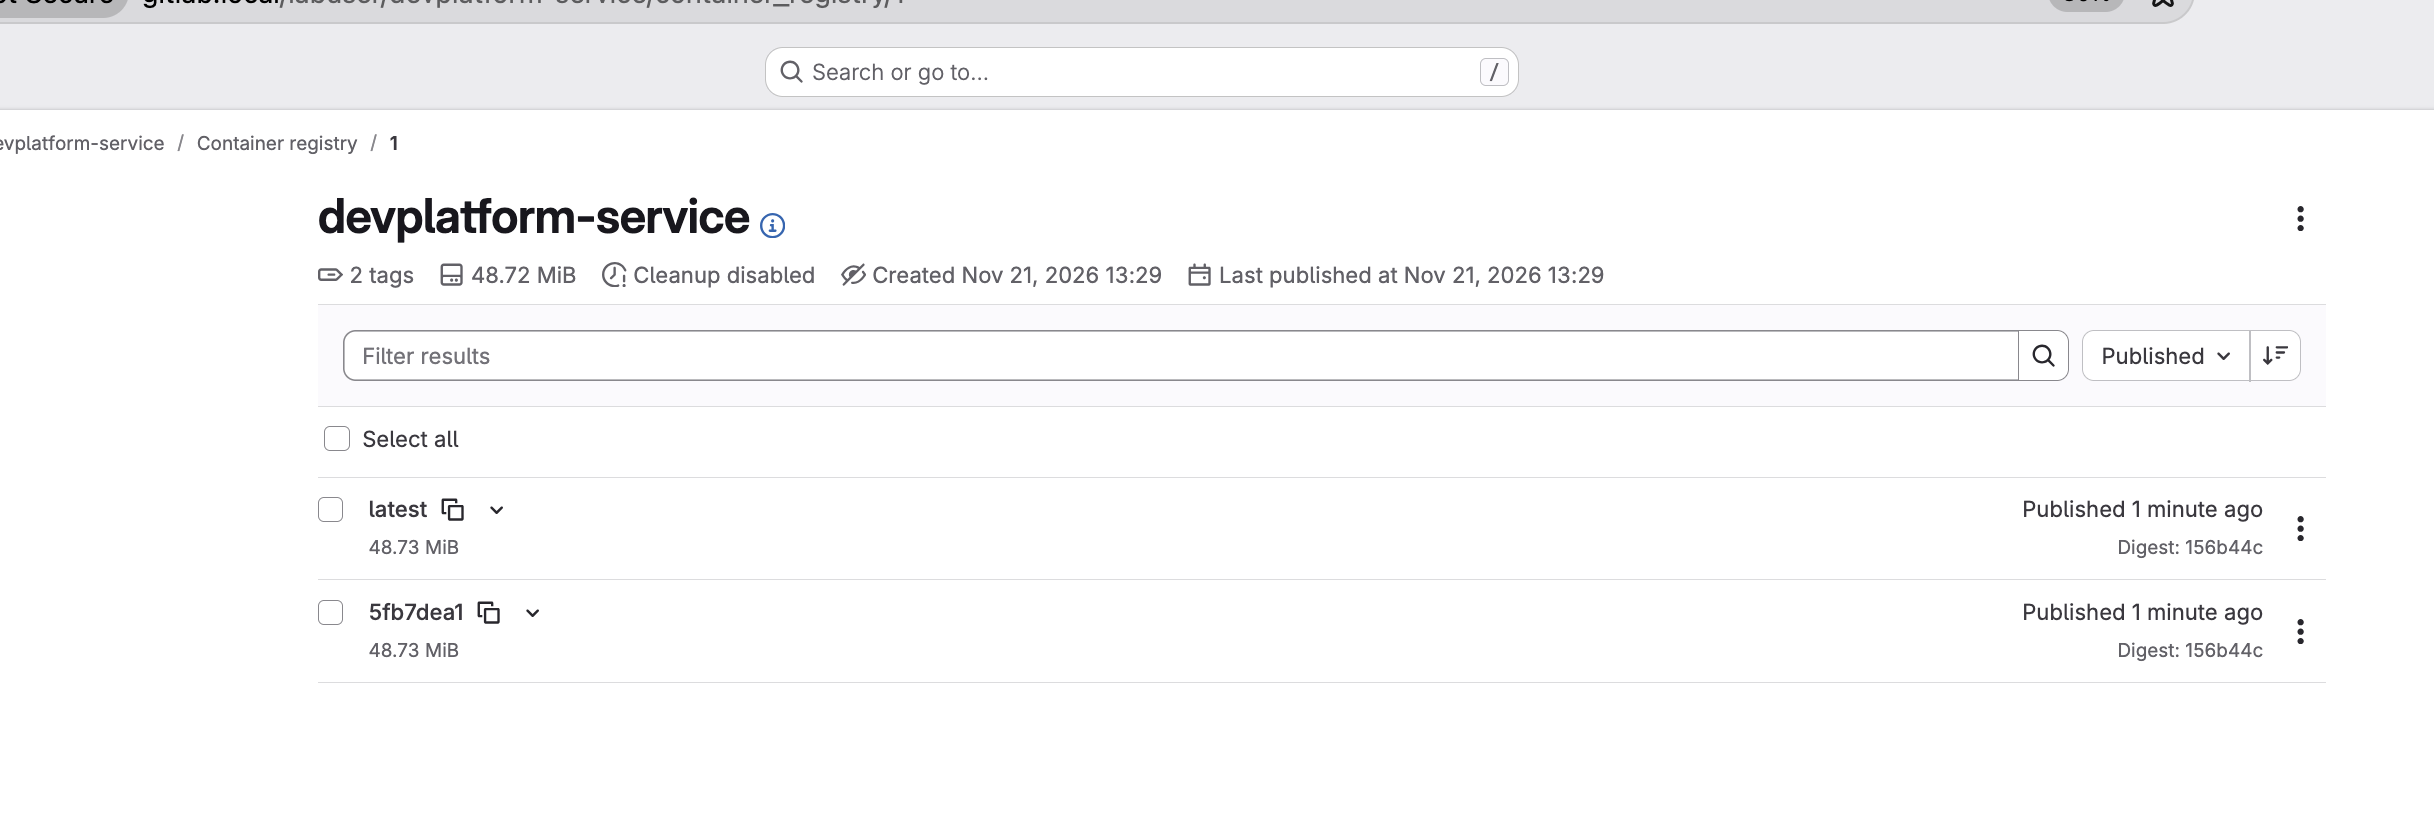 Search or go to...
/
evplatform-service / Container registry / 1
devplatform-service
2 tags 48.72 MiB Cleanup disabled Created Nov 21, 2026 13:29 Last published at Nov 21, 2026 13:29
Filter results
Published
Select all
latest
Published 1 minute ago
48.73 MiB
Digest: 156b44c
5fb7dea1
Published 1 minute ago
48.73 MiB
Digest: 156b44c